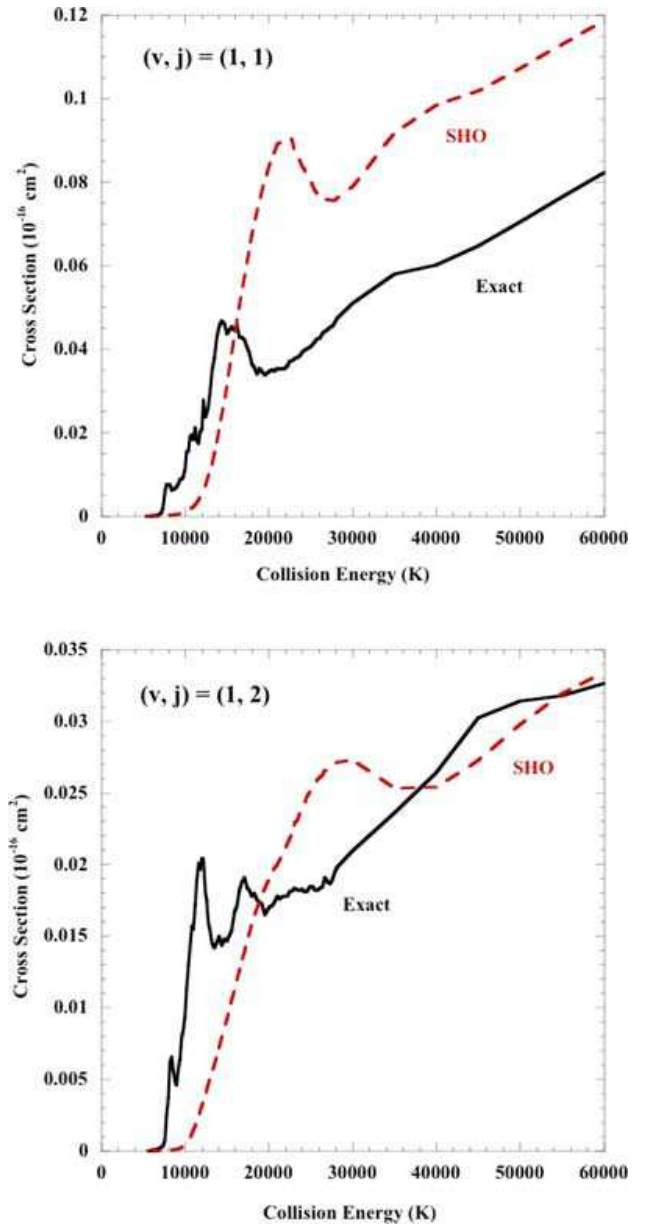 0.12
(v, j) = (1, 1)
0.1
SHO
0.08
Cross Section (10⁻¹⁶ cm²)
0.06
Exact
0.04
0.02
0
0 10000 20000 30000 40000 50000 60000
Collision Energy (K)
0.035
(v, j) = (1, 2)
0.03
SHO
0.025
Cross Section (10⁻¹⁶ cm²)
0.02
Exact
0.015
0.01
0.005
0
0 10000 20000 30000 40000 50000 60000
Collision Energy (K)